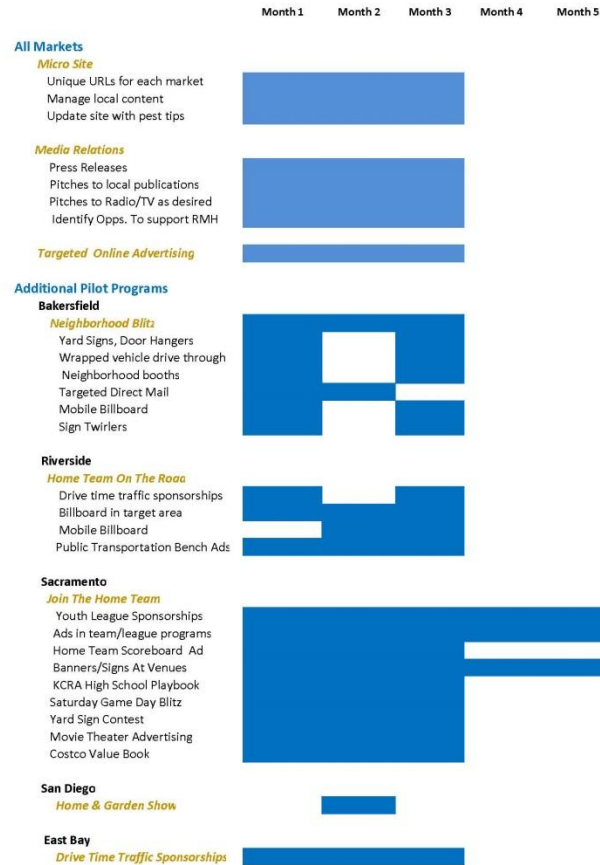 Month 1 Month 2 Month 3 Month 4 Month 5
All Markets
Micro Site
Unique URLs for each market
Manage local content
Update site with pest tips
Media Relations
Press Releases
Pitches to local publications
Pitches to Radio/TV as desired
Identify Opps. To support RMH
Targeted Online Advertising
Additional Pilot Programs
Bakersfield
Neighborhood Blitz
Yard Signs, Door Hangers
Wrapped vehicle drive through
Neighborhood booths
Targeted Direct Mail
Mobile Billboard
Sign Twirlers
Riverside
Home Team On The Road
Drive time traffic sponsorships
Billboard in target area
Mobile Billboard
Public Transportation Bench Ads
Sacramento
Join The Home Team
Youth League Sponsorships
Ads in team/league programs
Home Team Scoreboard Ad
Banners/Signs At Venues
KCRA High School Playbook
Saturday Game Day Blitz
Yard Sign Contest
Movie Theater Advertising
Costco Value Book
San Diego
Home & Garden Show
East Bay
Drive Time Traffic Sponsorships